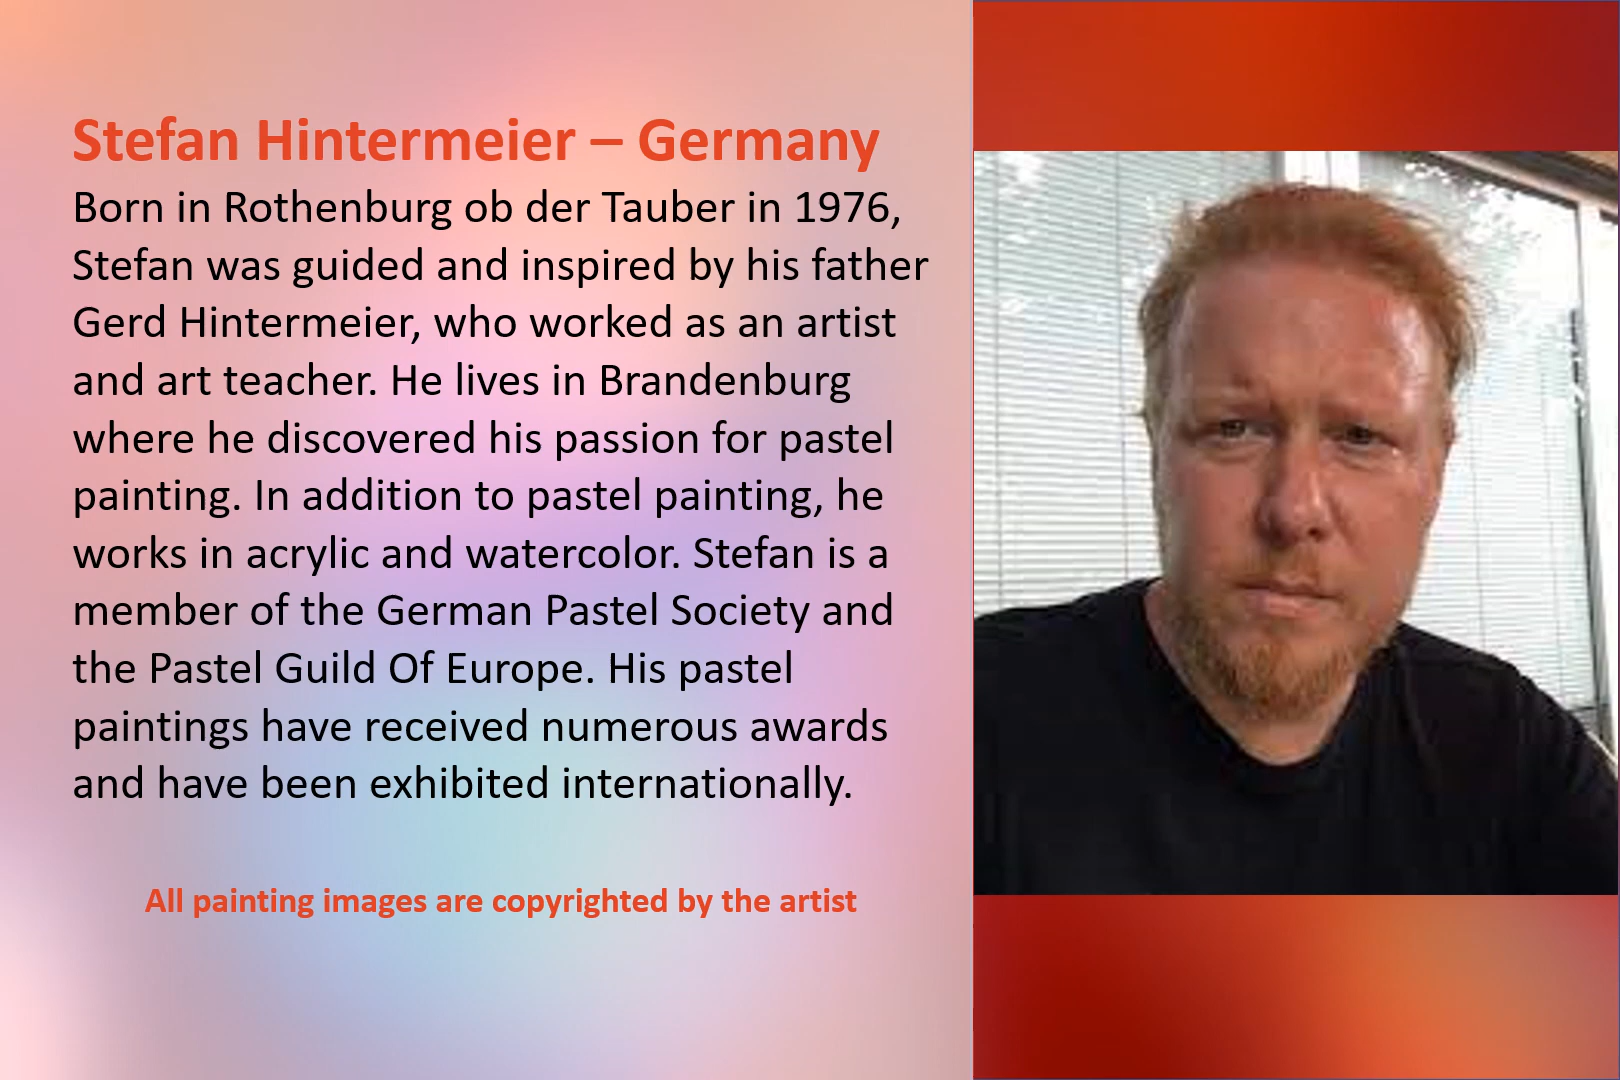 Stefan Hintermeier – Germany
Born in Rothenburg ob der Tauber in 1976,
Stefan was guided and inspired by his father
Gerd Hintermeier, who worked as an artist
and art teacher. He lives in Brandenburg
where he discovered his passion for pastel
painting. In addition to pastel painting, he
works in acrylic and watercolor. Stefan is a
member of the German Pastel Society and
the Pastel Guild Of Europe. His pastel
paintings have received numerous awards
and have been exhibited internationally.
All painting images are copyrighted by the artist